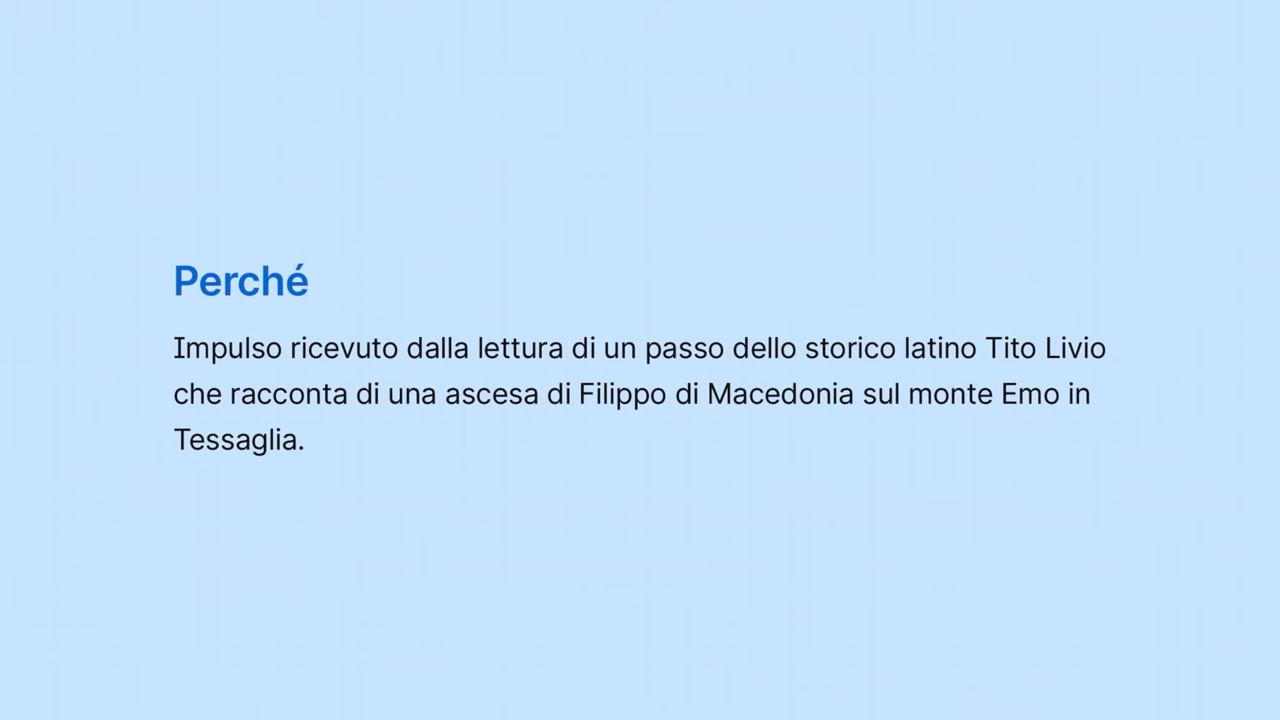 Perché
Impulso ricevuto dalla lettura di un passo dello storico latino Tito Livio
che racconta di una ascesa di Filippo di Macedonia sul monte Emo in
Tessaglia.